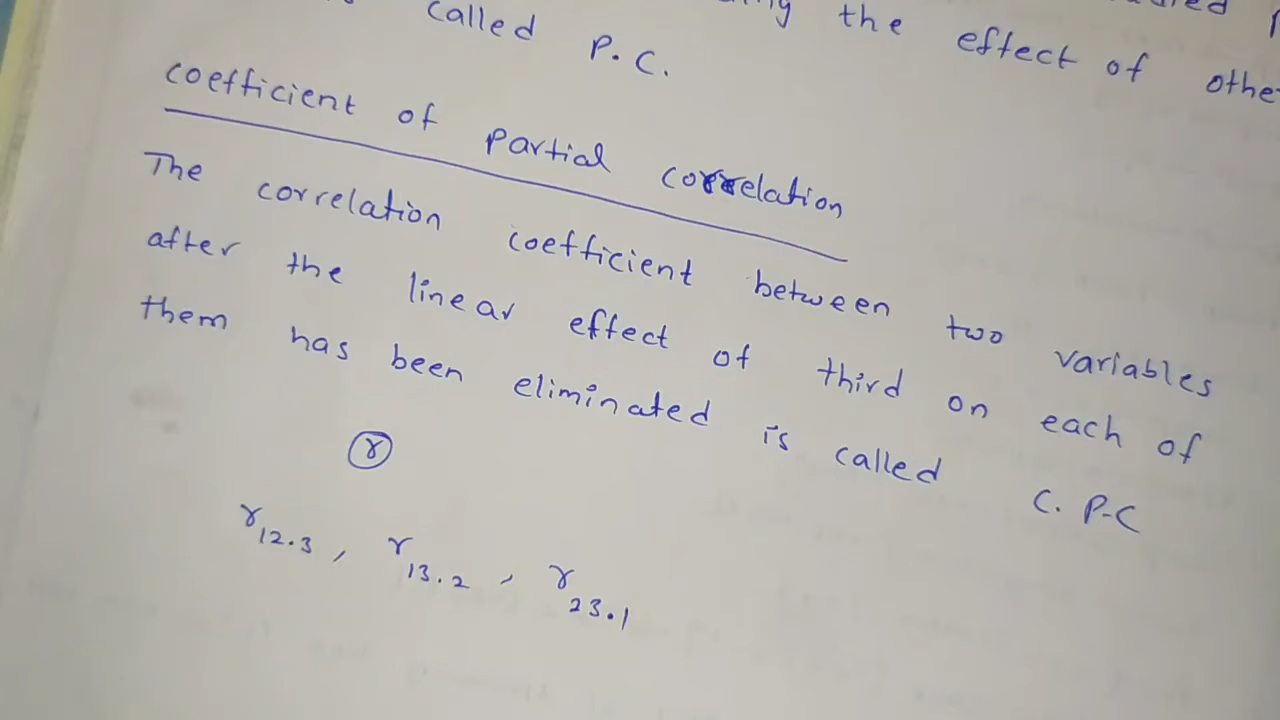 the effect of othe
called P.C.
coefficient of partial correlation
The correlation coefficient between two variables
after the linear effect of third on each of
them has been eliminated is called C. P-C
r
r12.3, r13.2, r23.1